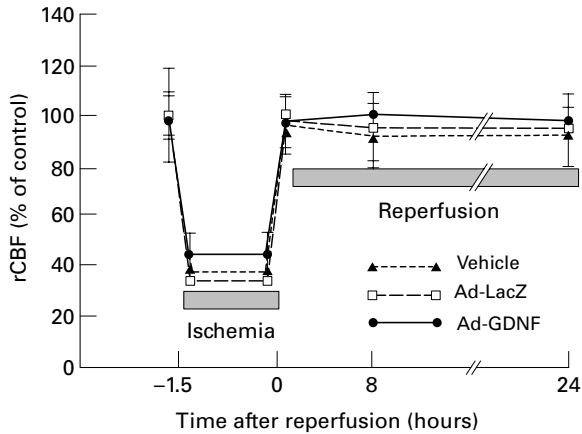 140
120
100
80
60
40
20
0
rCBF (% of control)
Reperfusion
Ischemia
Vehicle
Ad-LacZ
Ad-GDNF
−1.5
0
8
24
Time after reperfusion (hours)